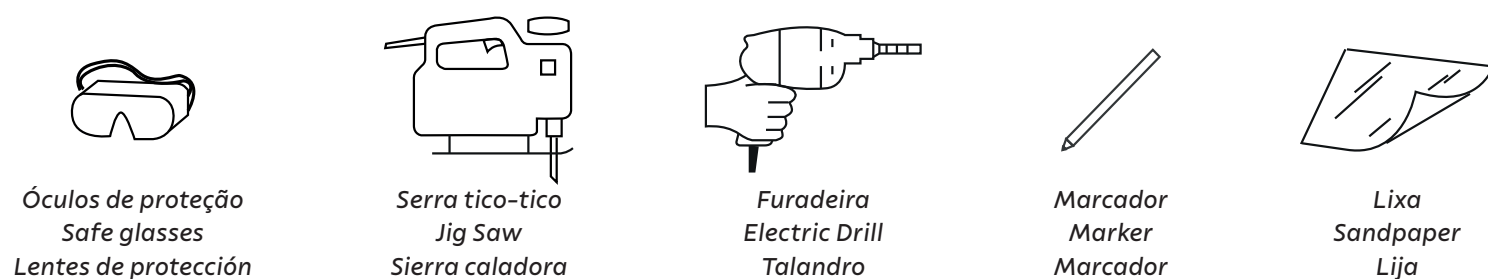 Óculos de proteção
Safe glasses
Lentes de protección
Serra tico-tico
Jig Saw
Sierra caladora
Furadeira
Electric Drill
Talandro
Marcador
Marker
Marcador
Lixa
Sandpaper
Lija